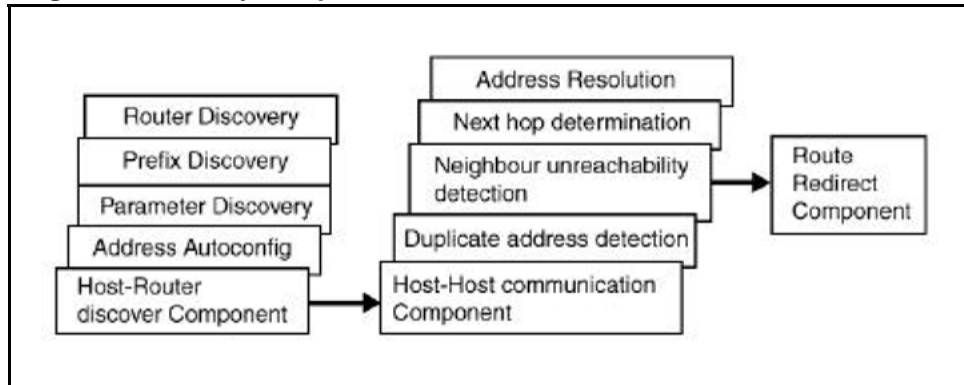 Router Discovery
Prefix Discovery
Parameter Discovery
Address Autoconfig
Host-Router
discover Component
Address Resolution
Next hop determination
Neighbour unreachability
detection
Duplicate address detection
Host-Host communication
Component
Route
Redirect
Component